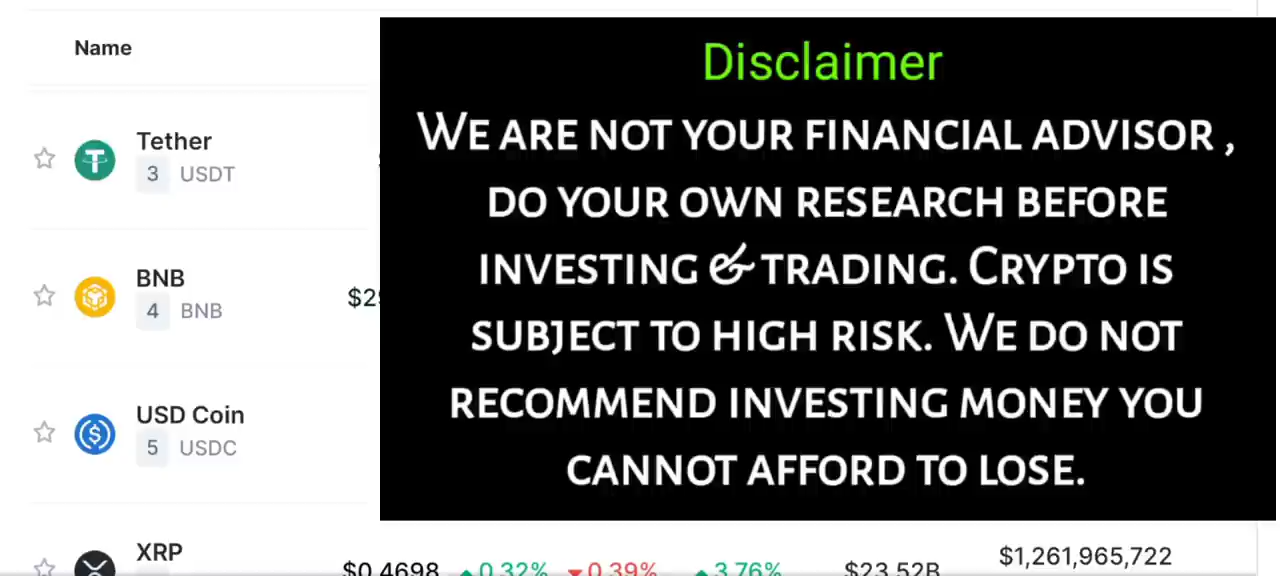 Name
Disclaimer
WE ARE NOT YOUR FINANCIAL ADVISOR ,
DO YOUR OWN RESEARCH BEFORE
INVESTING & TRADING. CRYPTO IS
SUBJECT TO HIGH RISK. WE DO NOT
RECOMMEND INVESTING MONEY YOU
CANNOT AFFORD TO LOSE.
Tether
3 USDT
BNB
4 BNB
$29
USD Coin
5 USDC
XRP
$0.4698 0.32% 0.39% 3.76% $23.52B $1,261,965,722